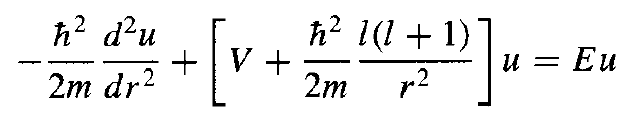 $-\frac{\hbar^2}{2m}\frac{d^2u}{dr^2} + \left[V + \frac{\hbar^2}{2m}\frac{l(l+1)}{r^2}\right]u = Eu$